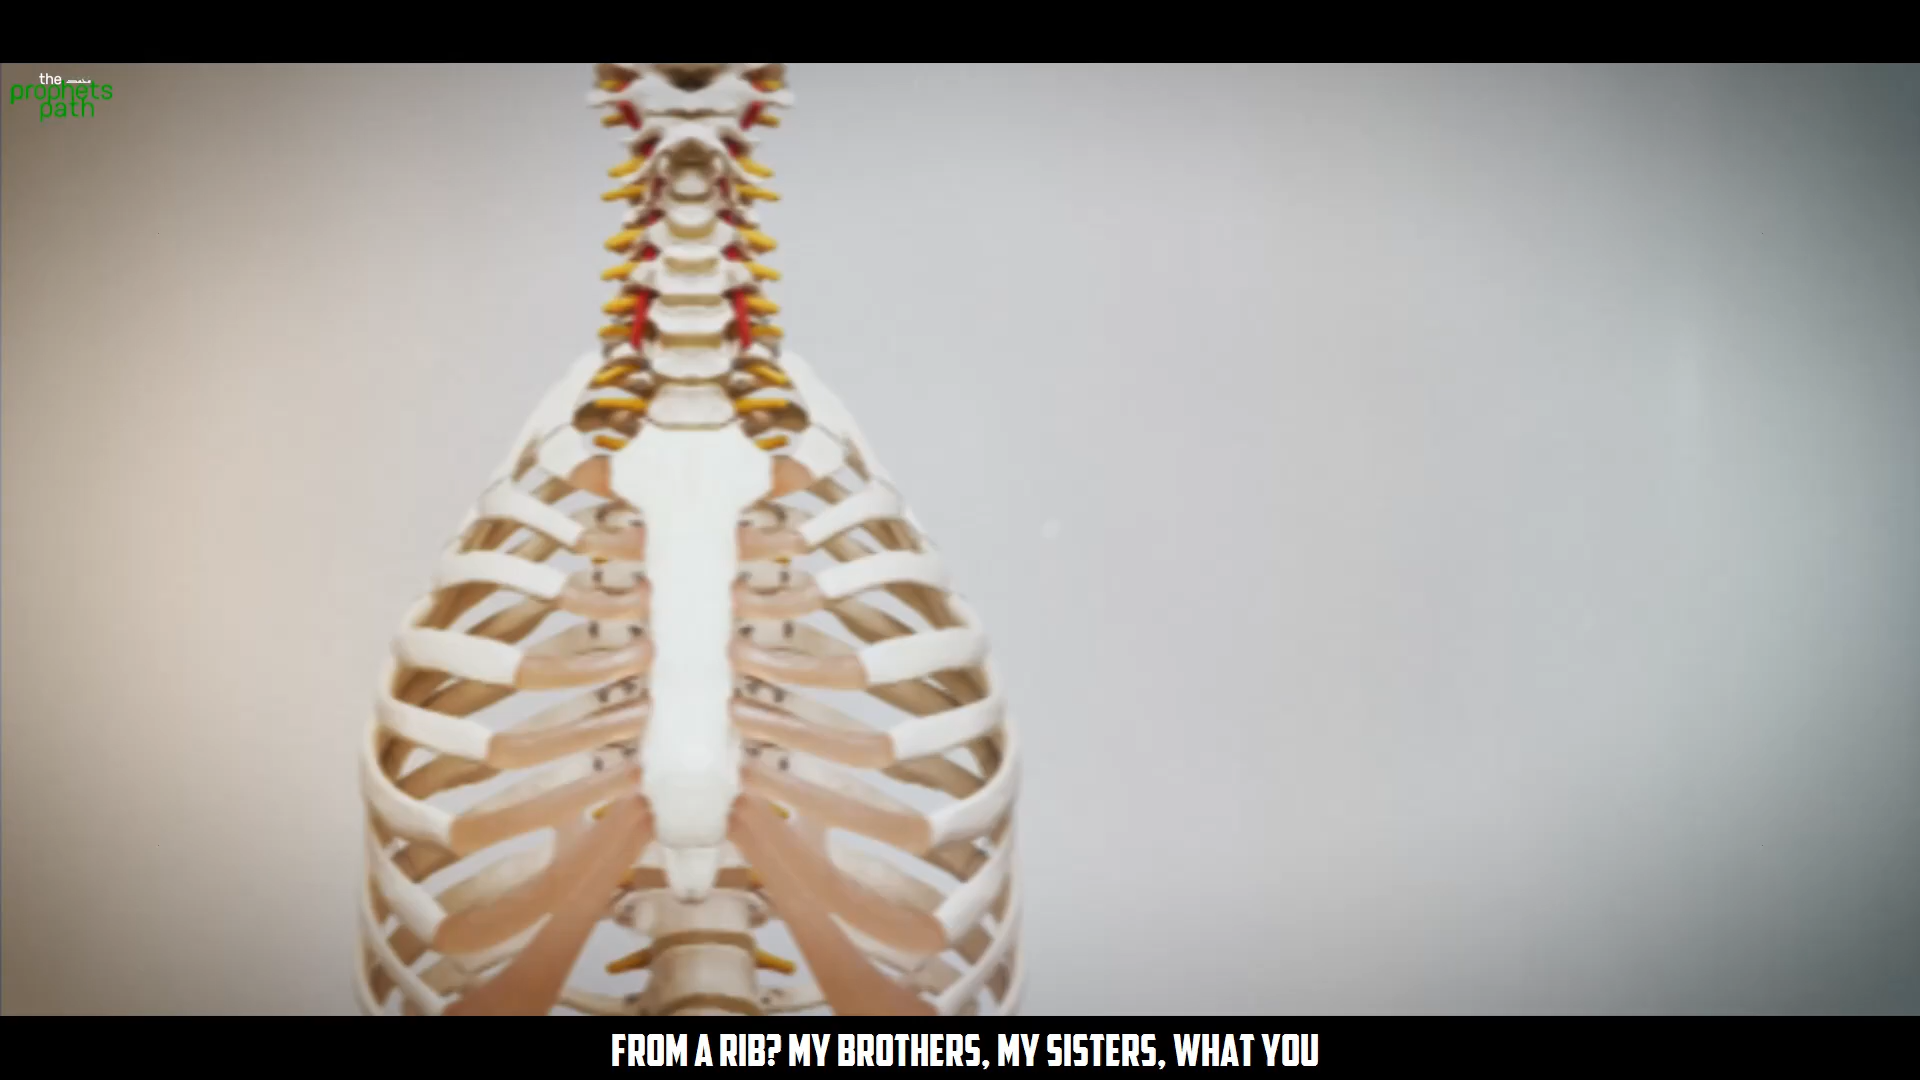 the
prophets
path
FROM A RIB? MY BROTHERS, MY SISTERS, WHAT YOU